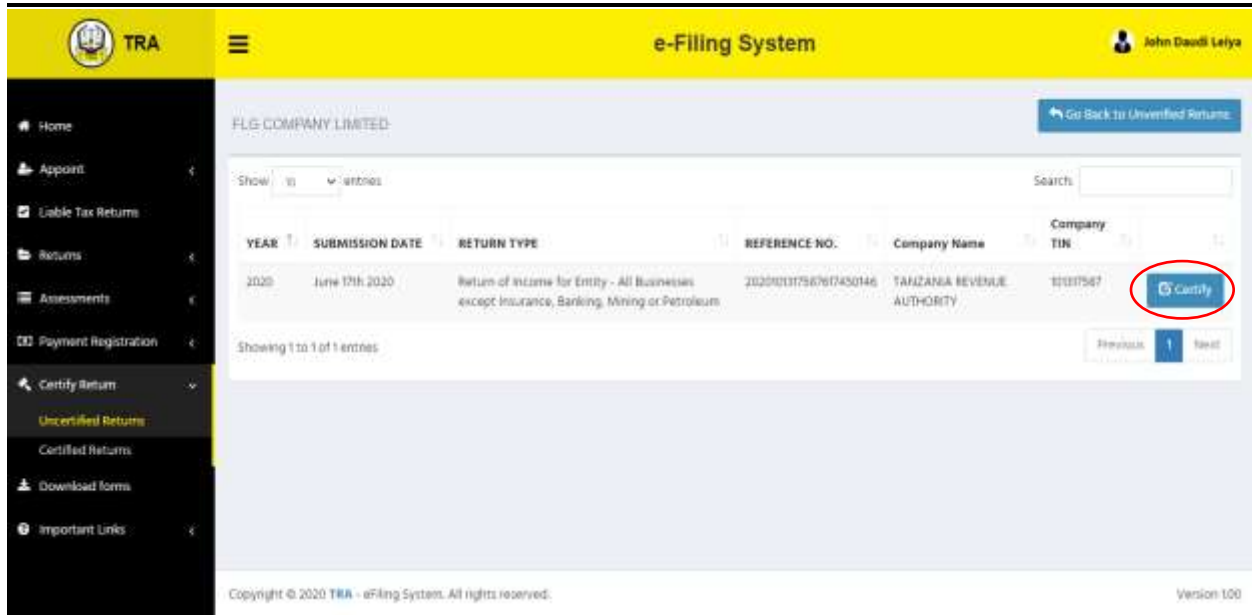 TRA
e-Filing System
John Daudi Leiya
Home
Appoint
Liable Tax Returns
Returns
Assessments
Payment Registration
Certify Return
Uncertified Returns
Certified Returns
Download forms
Important Links
FLG COMPANY LIMITED
Go Back to Unverified Returns
Show 10 entries
Search:
YEAR SUBMISSION DATE RETURN TYPE REFERENCE NO. Company Name Company TIN
2020 June 17th 2020 Return of Income for Entity - All Businesses except Insurance, Banking, Mining or Petroleum TANZANIA REVENUE AUTHORITY
Certify
Showing 1 to 1 of 1 entries
Previous 1 Next
Copyright © 2020 TRA - eFiling System. All rights reserved.
Version 1.00